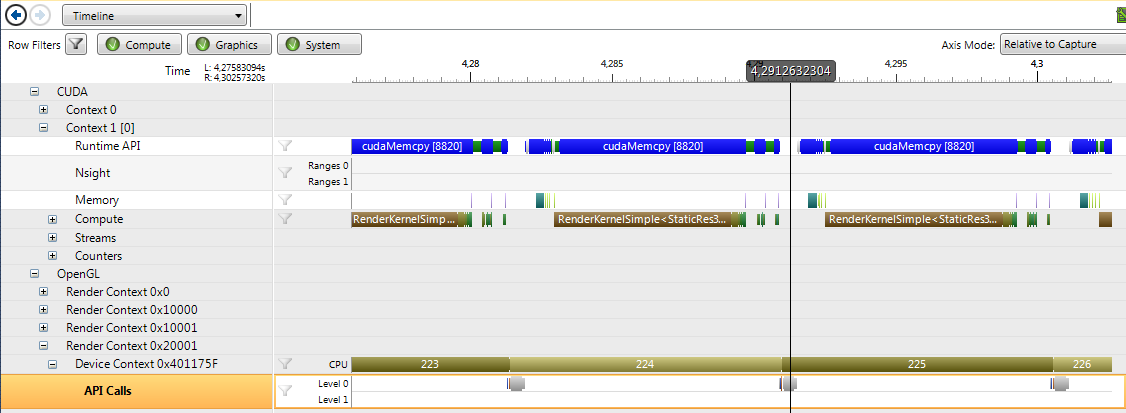 Timeline
Row Filters Compute Graphics System Axis Mode: Relative to Capture
Time L: 4,27583094s
R: 4,30257320s
4,28 4,285 4,2912632304 4,295 4,3
CUDA
Context 0
Context 1 [0]
Runtime API cudaMemcpy [8820] cudaMemcpy [8820] cudaMemcpy [8820]
Nsight Ranges 0
Ranges 1
Memory
Compute RenderKernelSimp ... RenderKernelSimple<StaticRes3... RenderKernelSimple<StaticRes3...
Streams
Counters
OpenGL
Render Context 0x0
Render Context 0x10000
Render Context 0x10001
Render Context 0x20001
Device Context 0x401175F CPU 223 224 225 226
API Calls Level 0
Level 1